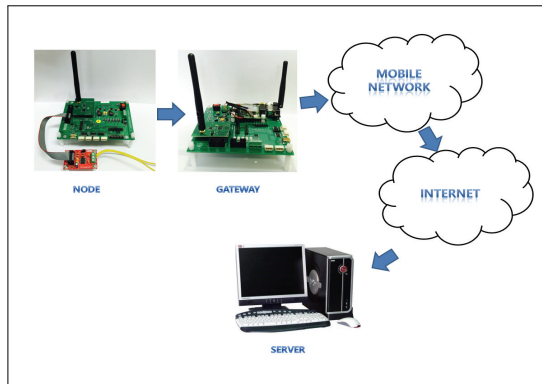 MOBILE
NETWORK
NODE
GATEWAY
INTERNET
SERVER